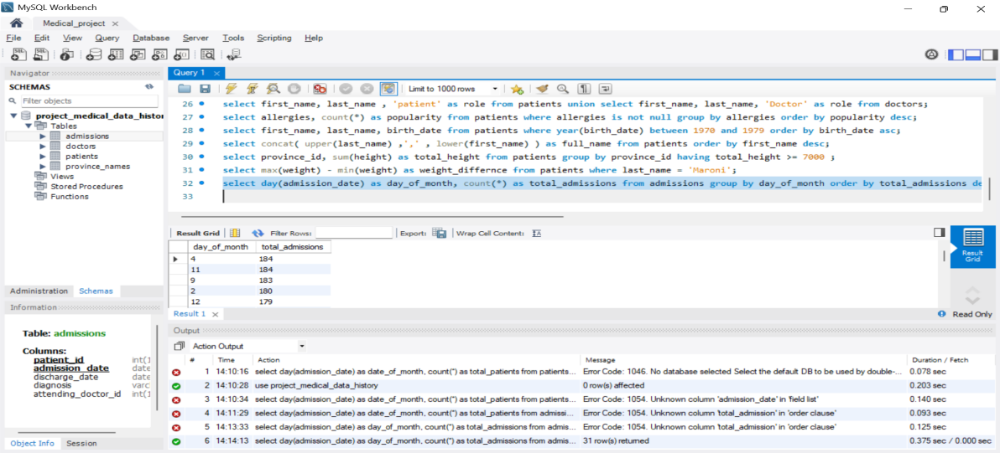 MySQL Workbench
Medical_project
File Edit View Query Database Server Tools Scripting Help
Navigator
SCHEMAS
Filter objects
project_medical_data_histor
Tables
admissions
doctors
patients
province_names
Views
Stored Procedures
Functions
Administration Schemas
Information
Table: admissions
Columns:
patient_id int(1
admission_date date
discharge_date date
diagnosis varc
attending_doctor_id int(1
Object Info Session
Query 1
Limit to 1000 rows
26 select first_name, last_name , 'patient' as role from patients union select first_name, last_name, 'Doctor' as role from doctors;
27 select allergies, count(*) as popularity from patients where allergies is not null group by allergies order by popularity desc;
28 select first_name, last_name, birth_date from patients where year(birth_date) between 1970 and 1979 order by birth_date asc;
29 select concat( upper(last_name) ,',' , lower(first_name) ) as full_name from patients order by first_name desc;
30 select province_id, sum(height) as total_height from patients group by province_id having total_height >= 7000 ;
31 select max(weight) - min(weight) as weight_differnce from patients where last_name = 'Maroni';
32 select day(admission_date) as day_of_month, count(*) as total_admissions from admissions group by day_of_month order by total_admissions de
33
Result Grid Filter Rows: Export: Wrap Cell Content:
day_of_month total_admissions
4 184
11 184
9 183
2 180
12 179
Result Grid
Result 1
Read Only
Output
Action Output
# Time Action Message Duration / Fetch
1 14:10:16 select day(admission_date) as date_of_month, count(*) as total_patients from patients... Error Code: 1046. No database selected Select the default DB to be used by double-... 0.078 sec
2 14:10:28 use project_medical_data_history 0 row(s) affected 0.203 sec
3 14:10:34 select day(admission_date) as date_of_month, count(*) as total_patients from patients... Error Code: 1054. Unknown column 'admission_date' in 'field list' 0.140 sec
4 14:11:29 select day(admission_date) as date_of_month, count(*) as total_patients from admissi... Error Code: 1054. Unknown column 'total_admission' in 'order clause' 0.093 sec
5 14:13:33 select day(admission_date) as day_of_month, count(*) as total_admissions from admis... Error Code: 1054. Unknown column 'total_admission' in 'order clause' 0.125 sec
6 14:14:13 select day(admission_date) as day_of_month, count(*) as total_admissions from admis... 31 row(s) returned 0.375 sec / 0.000 sec